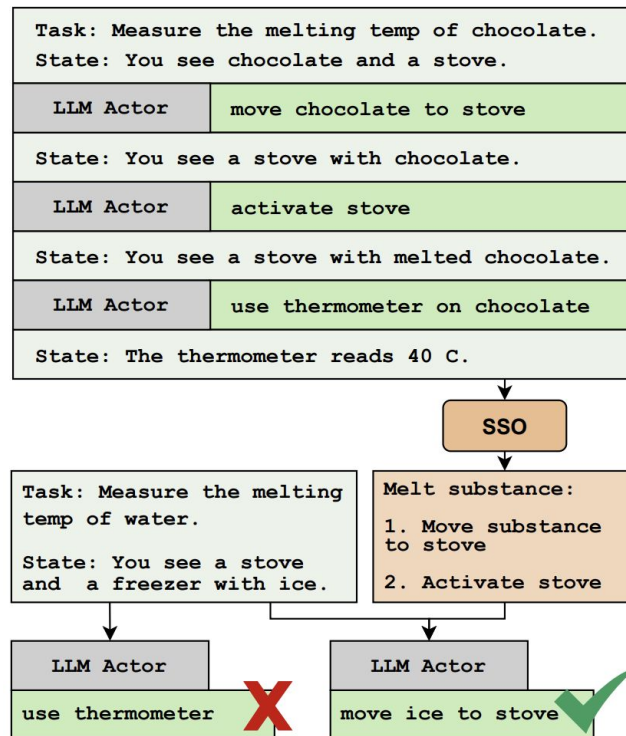 Task: Measure the melting temp of chocolate.
State: You see chocolate and a stove.
LLM Actor
move chocolate to stove
State: You see a stove with chocolate.
LLM Actor
activate stove
State: You see a stove with melted chocolate.
LLM Actor
use thermometer on chocolate
State: The thermometer reads 40 C.
SSO
Task: Measure the melting
temp of water.
State: You see a stove
and a freezer with ice.
Melt substance:
1. Move substance
to stove
2. Activate stove
LLM Actor
use thermometer
LLM Actor
move ice to stove